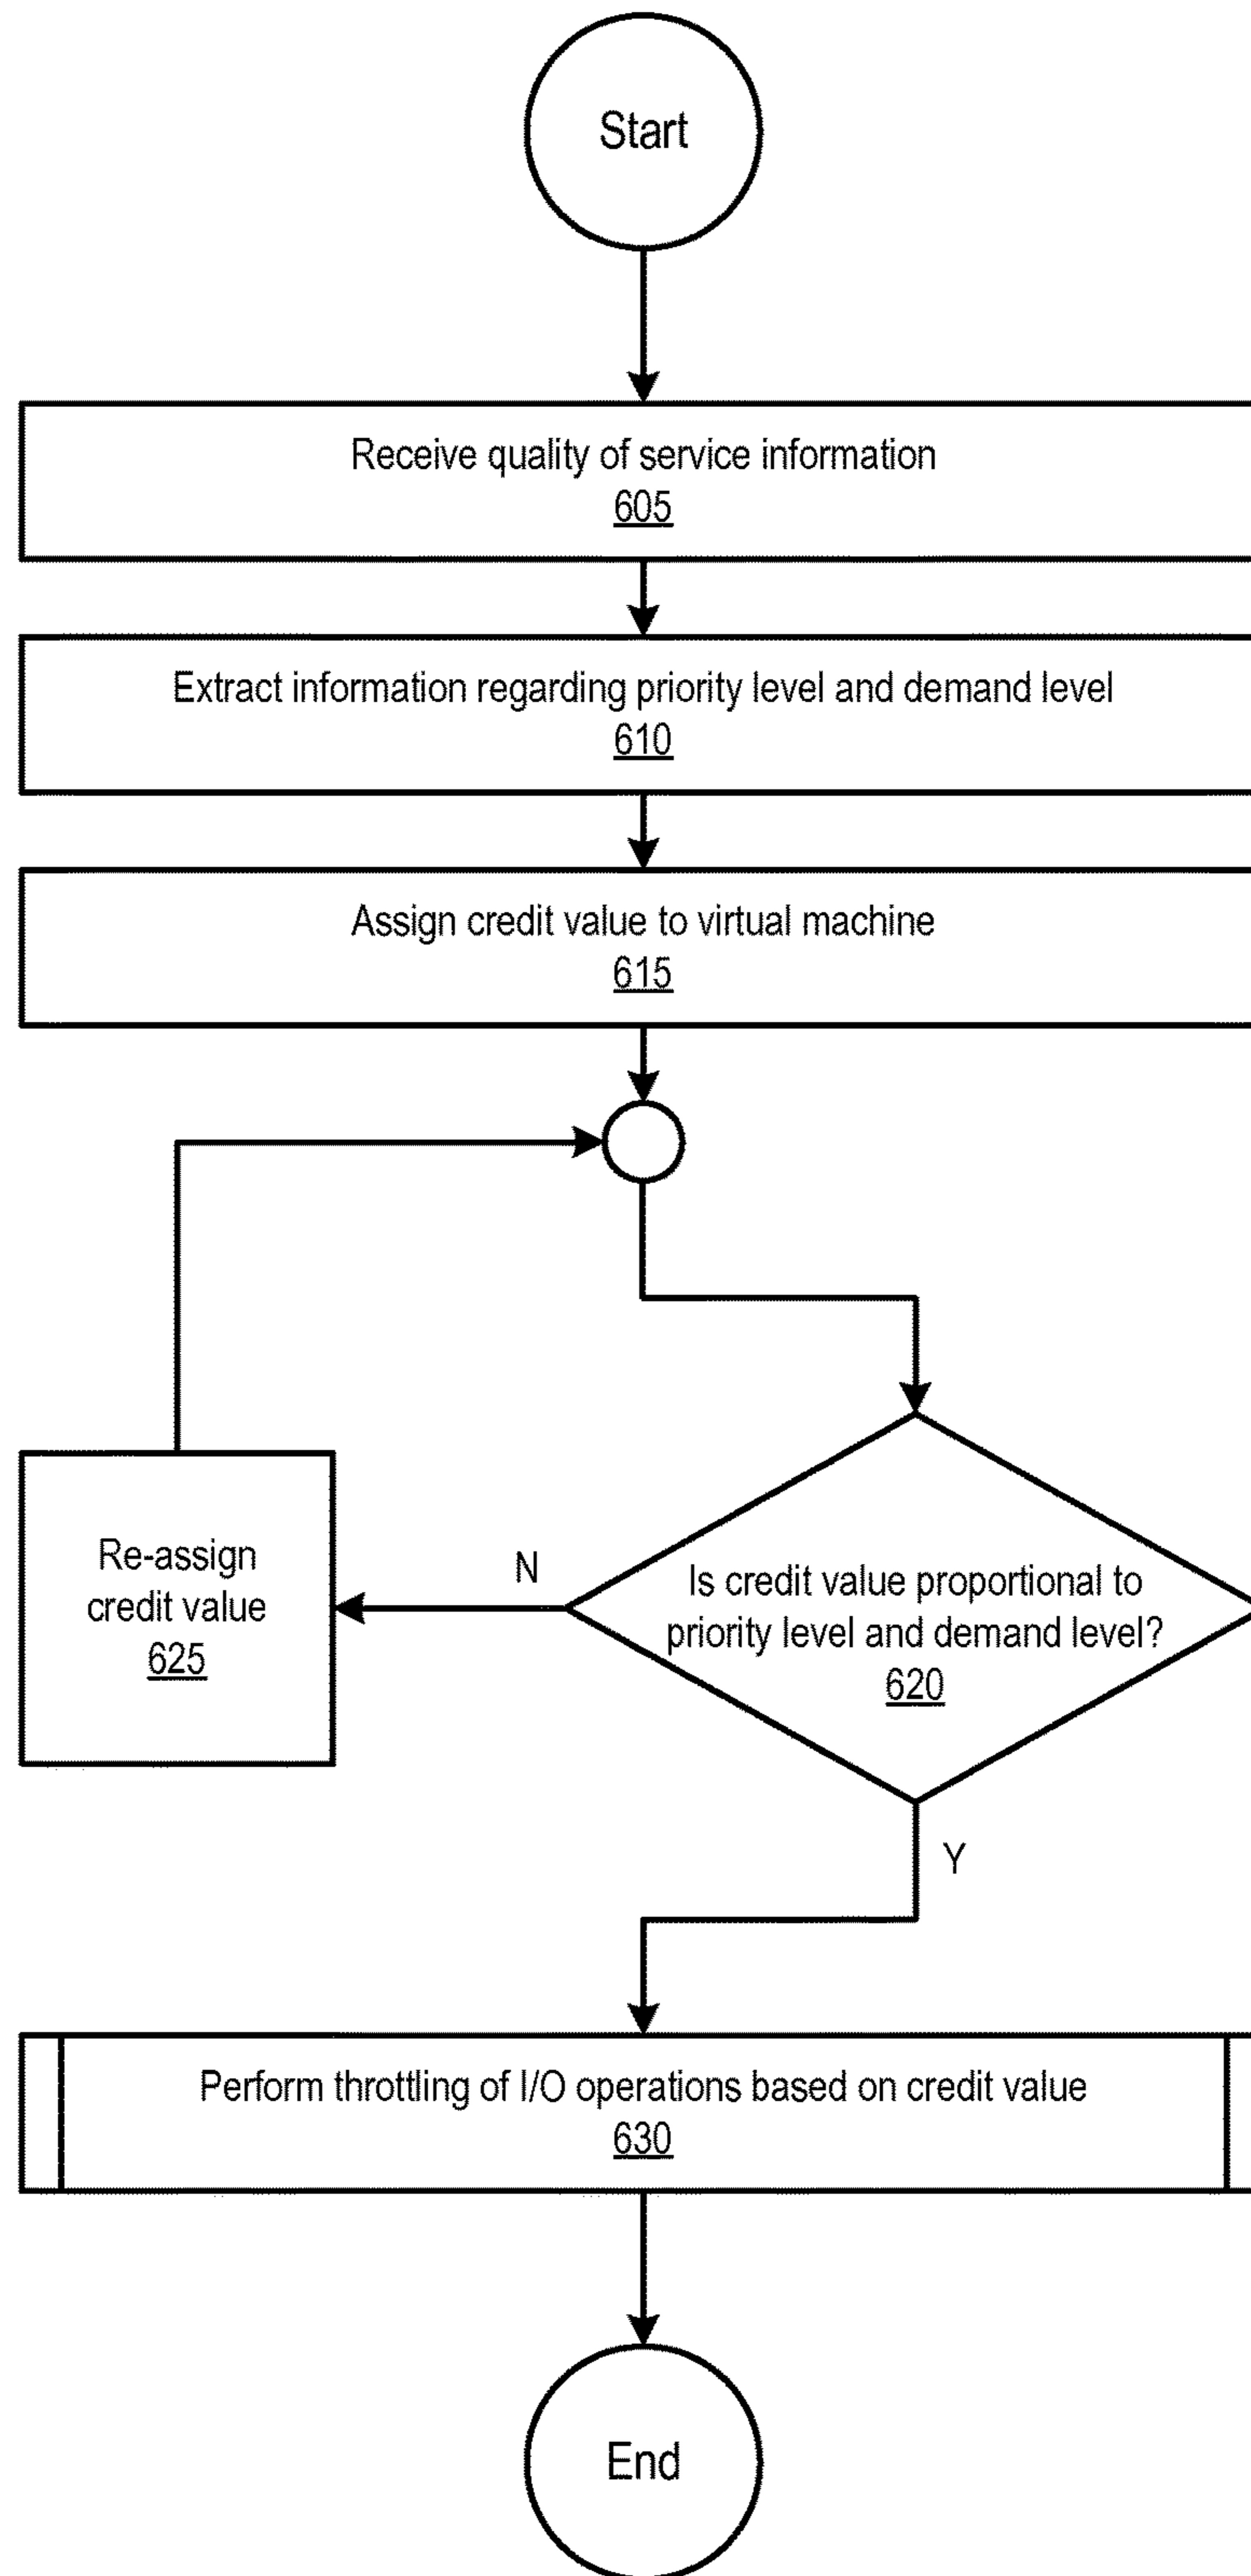 Start
Receive quality of service information
605
Extract information regarding priority level and demand level
610
Assign credit value to virtual machine
615
Re-assign
credit value
625
N
Is credit value proportional to
priority level and demand level?
620
Y
Perform throttling of I/O operations based on credit value
630
End